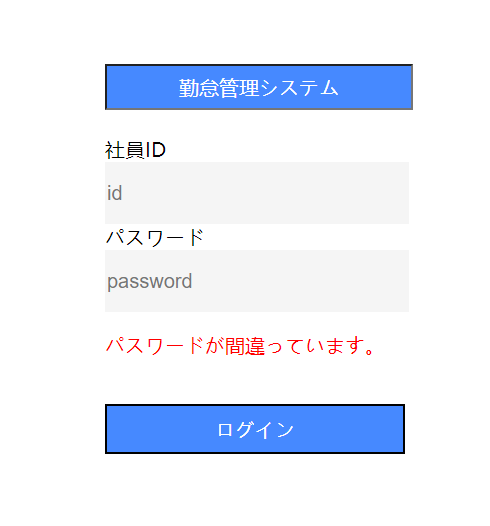 勤怠管理システム
社員ID
id
パスワード
password
パスワードが間違っています。
ログイン